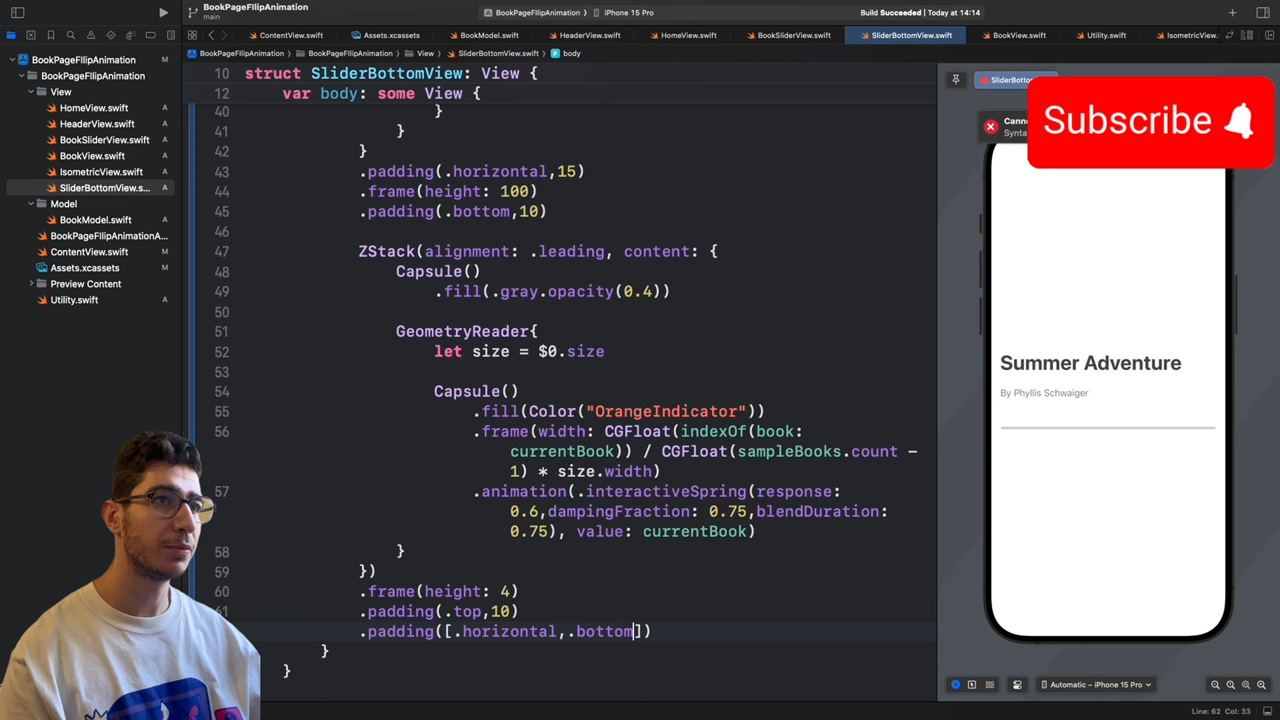 BookPageFlipAnimation
main
BookPageFlipAnimation
iPhone 15 Pro
Build Succeeded | Today at 14:14
ContentView.swift
Assets.xcassets
BookModel.swift
HeaderView.swift
HomeView.swift
BookSliderView.swift
SliderBottomView.swift
BookView.swift
Utility.swift
IsometricView.
BookPageFlipAnimation
BookPageFlipAnimation
View
SliderBottomView.swift
body
BookPageFlipAnimation
BookPageFlipAnimation
View
HomeView.swift A
HeaderView.swift A
BookSliderView.swift A
BookView.swift A
IsometricView.swift A
SliderBottomView.s... A
Model
BookModel.swift A
BookPageFlipAnimationA... A
ContentView.swift M
Assets.xcassets M
Preview Content
Utility.swift A
10 struct SliderBottomView: View {
12 var body: some View {
40 }
41 }
42 }
43 .padding(.horizontal,15)
44 .frame(height: 100)
45 .padding(.bottom,10)
46
47 ZStack(alignment: .leading, content: {
48 Capsule()
49 .fill(.gray.opacity(0.4))
50
51 GeometryReader{
52 let size = $0.size
53
54 Capsule()
55 .fill(Color("OrangeIndicator"))
56 .frame(width: CGFloat(indexOf(book:
currentBook)) / CGFloat(sampleBooks.count -
1) * size.width)
57 .animation(.interactiveSpring(response:
0.6,dampingFraction: 0.75,blendDuration:
0.75), value: currentBook)
58 }
59 })
60 .frame(height: 4)
61 .padding(.top,10)
.padding([.horizontal,.bottom])
}
}
SliderBotto
Subscribe
Summer Adventure
By Phyllis Schwaiger
Automatic – iPhone 15 Pro
Line: 62 Col: 33